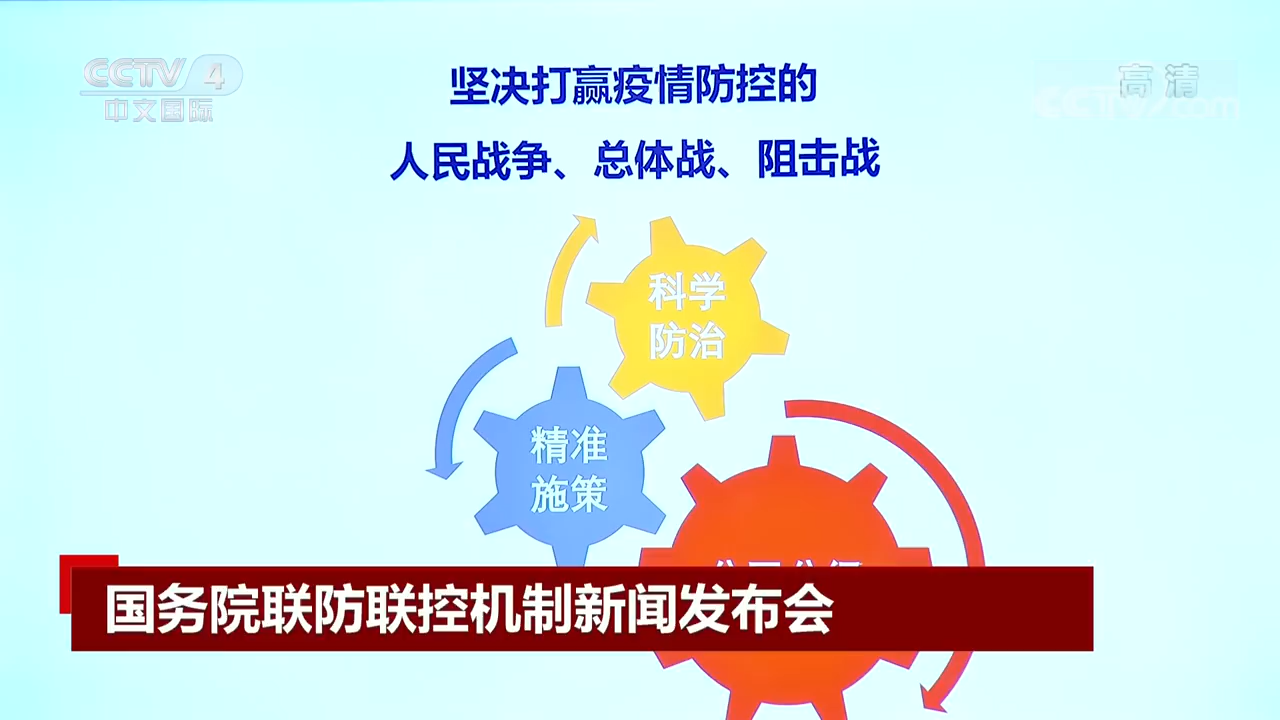 CCTV 4
中文国际
高清
CCTV.com
坚决打赢疫情防控的
人民战争、总体战、阻击战
科学
防治
精准
施策
国务院联防联控机制新闻发布会